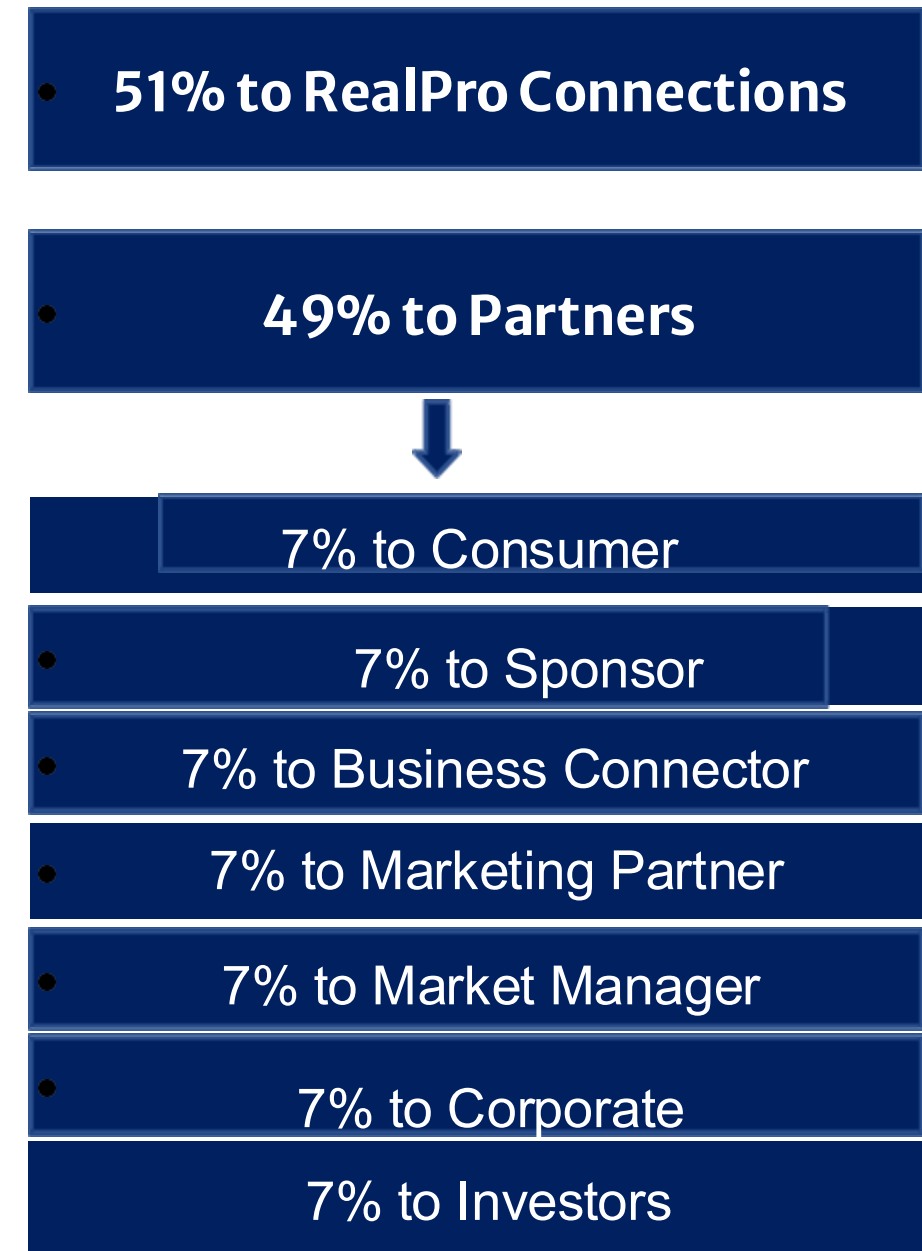 51% to RealPro Connections
49% to Partners
7% to Consumer
7% to Sponsor
7% to Business Connector
7% to Marketing Partner
7% to Market Manager
7% to Corporate
7% to Investors